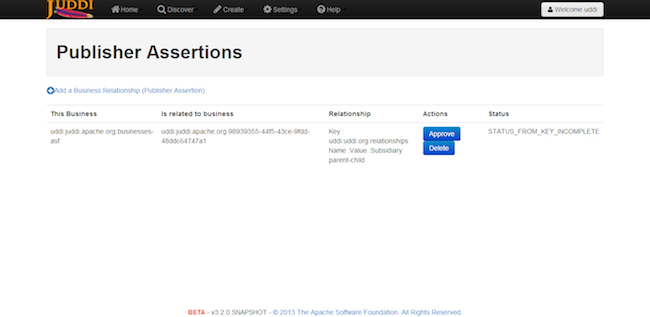 JUDDI
Home Discover Create Settings Help Welcome uddi
Publisher Assertions
Add a Business Relationship (Publisher Assertion)
This Business Is related to business Relationship Actions Status
uddi:juddi.apache.org:businesses-asf uddi:juddi.apache.org:98939355-44f5-43ce-9fdd-48ddc64747a1 Key : Approve STATUS_FROM_KEY_INCOMPLETE
uddi:uddi.org:relationships Delete
Name :Value :Subsidiary
parent-child
BETA - v3.2.0 SNAPSHOT - © 2013 The Apache Software Foundation. All Rights Reserved.